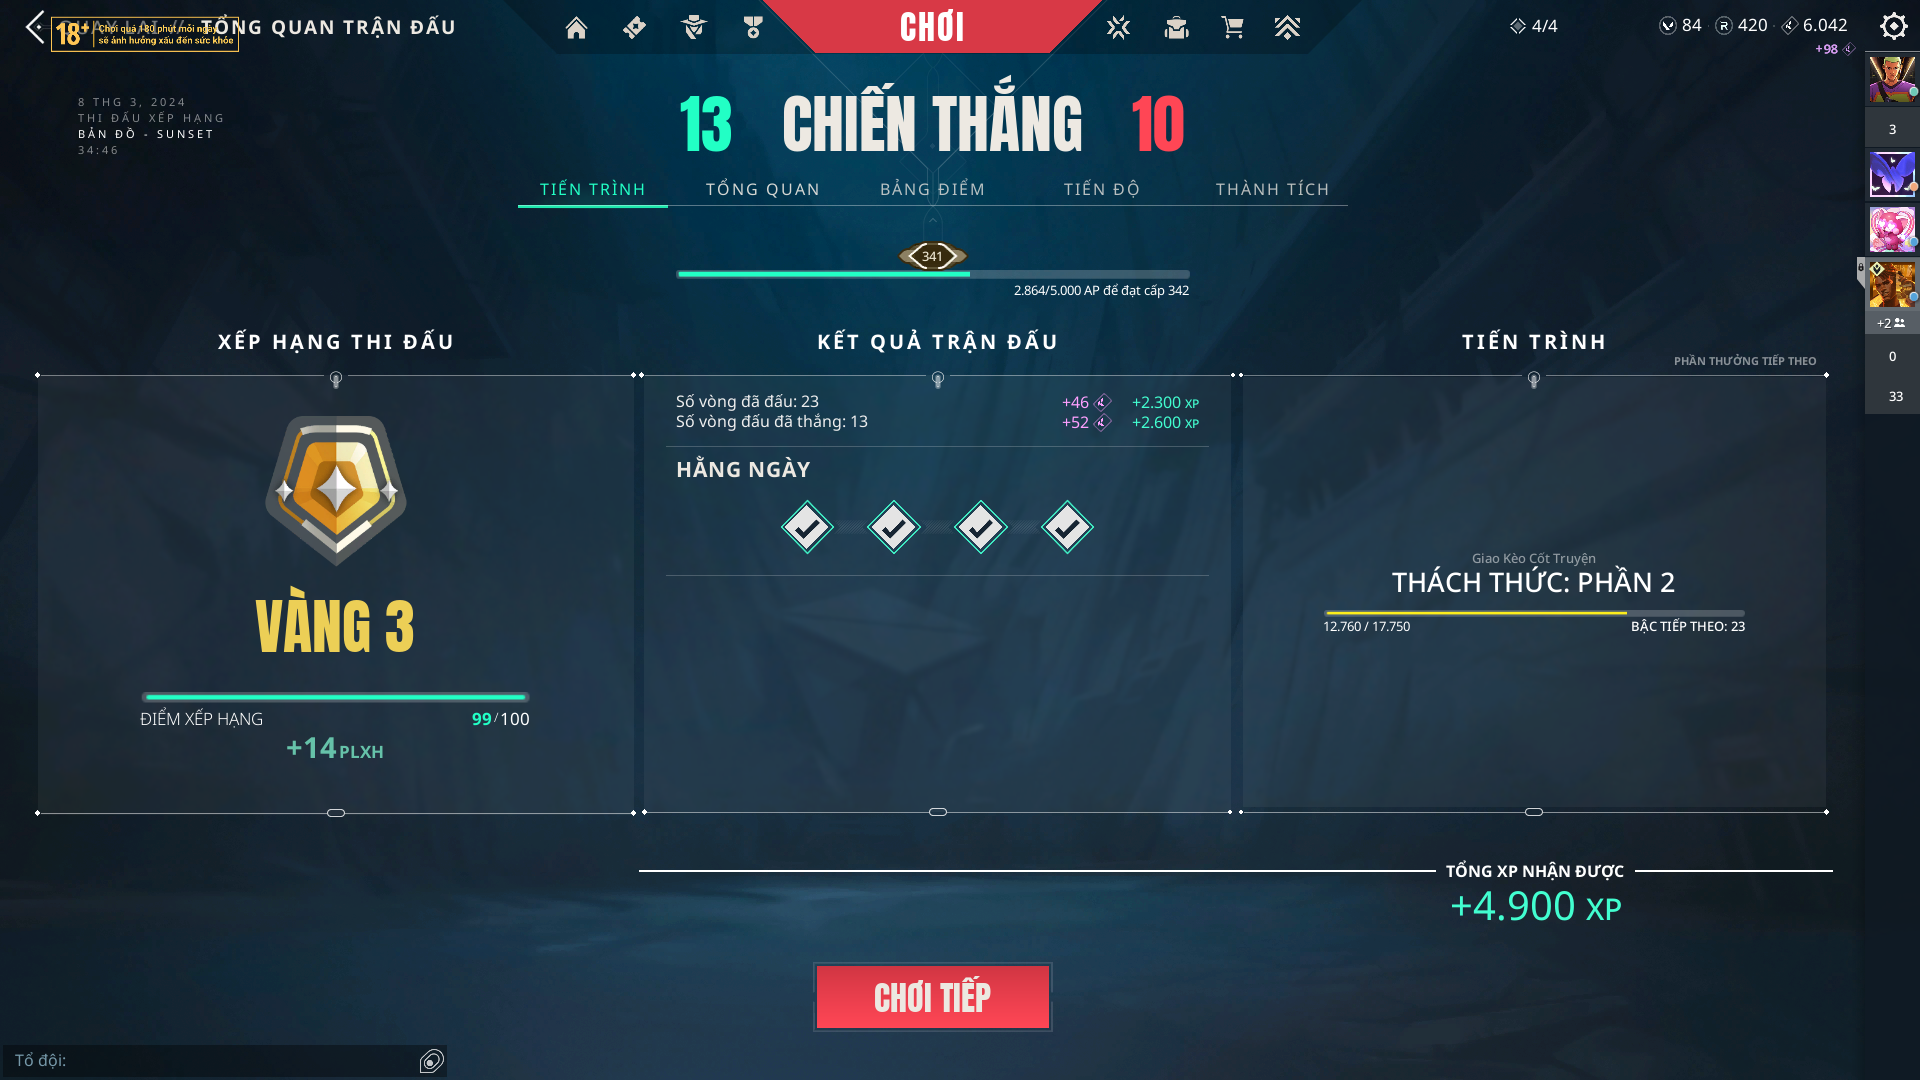 QUAY LẠI // TỔNG QUAN TRẬN ĐẤU
18+ Chơi quá 180 phút mỗi ngày
sẽ ảnh hưởng xấu đến sức khỏe
CHƠI
4/4
84
420
6.042
+98
8 THG 3, 2024
THI ĐẤU XẾP HẠNG
BẢN ĐỒ - SUNSET
34:46
13 CHIẾN THẮNG 10
TIẾN TRÌNH
TỔNG QUAN
BẢNG ĐIỂM
TIẾN ĐỘ
THÀNH TÍCH
341
2.864/5.000 AP để đạt cấp 342
3
+2
0
33
XẾP HẠNG THI ĐẤU
VÀNG 3
ĐIỂM XẾP HẠNG 99/100
+14 PLXH
KẾT QUẢ TRẬN ĐẤU
Số vòng đã đấu: 23 +46 +2.300 XP
Số vòng đấu đã thắng: 13 +52 +2.600 XP
HẰNG NGÀY
TIẾN TRÌNH
PHẦN THƯỞNG TIẾP THEO
Giao Kèo Cốt Truyện
THÁCH THỨC: PHẦN 2
12.760 / 17.750 BẬC TIẾP THEO: 23
TỔNG XP NHẬN ĐƯỢC
+4.900 XP
CHƠI TIẾP
Tổ đội: